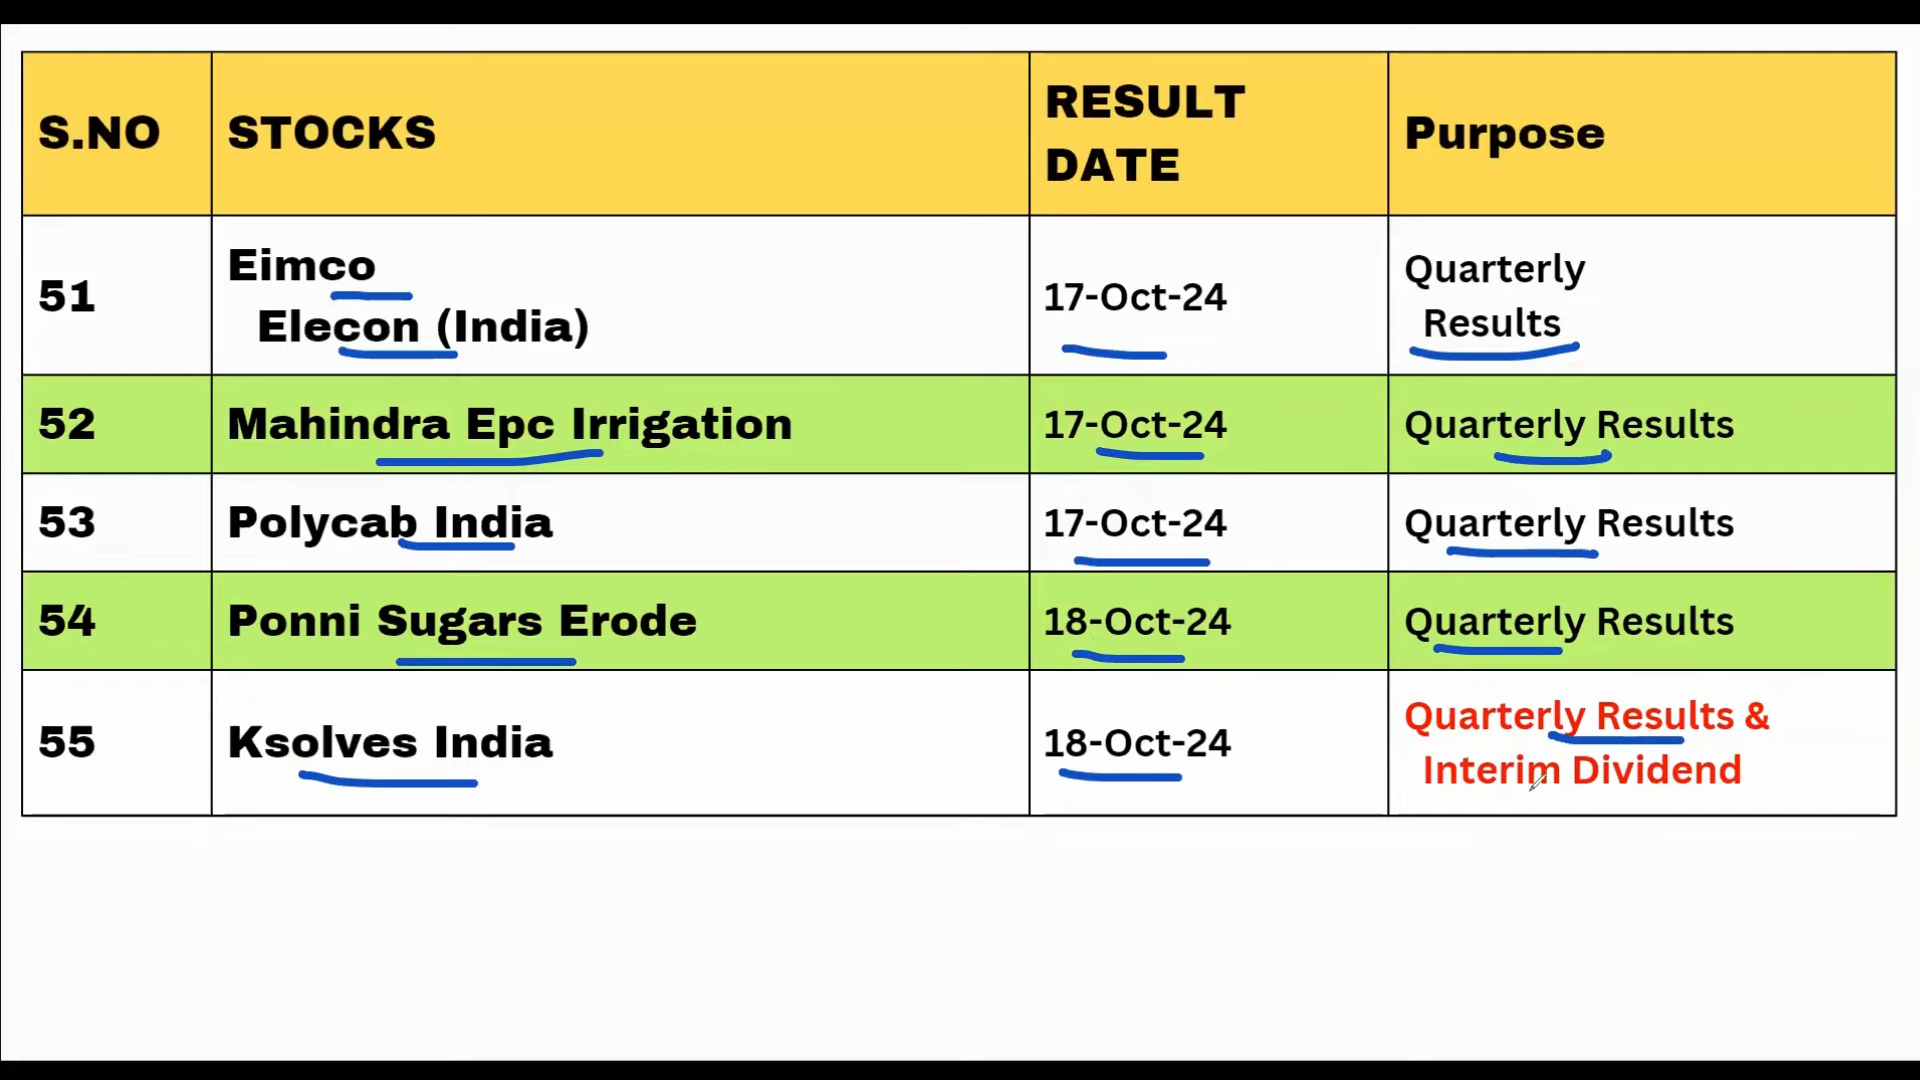 S.NO STOCKS RESULT DATE Purpose
51 Eimco Elecon (India) 17-Oct-24 Quarterly Results
52 Mahindra Epc Irrigation 17-Oct-24 Quarterly Results
53 Polycab India 17-Oct-24 Quarterly Results
54 Ponni Sugars Erode 18-Oct-24 Quarterly Results
55 Ksolves India 18-Oct-24 Quarterly Results & Interim Dividend